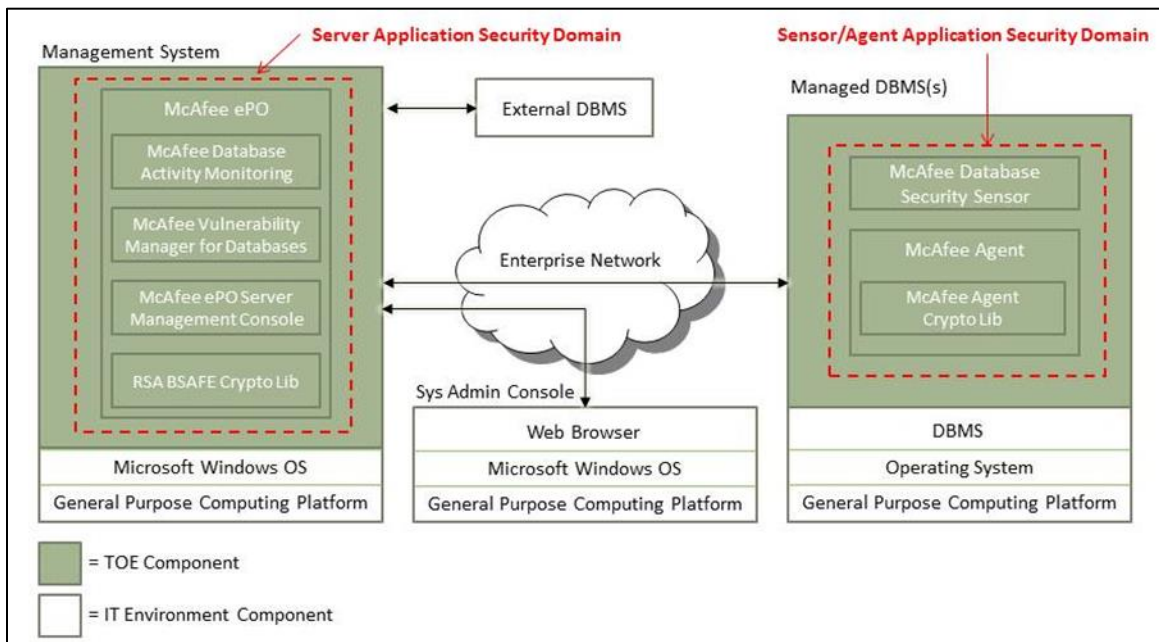 Server Application Security Domain
Sensor/Agent Application Security Domain
Management System
McAfee ePO
McAfee Database
Activity Monitoring
McAfee Vulnerability
Manager for Databases
McAfee ePO Server
Management Console
RSA BSAFE Crypto Lib
Microsoft Windows OS
General Purpose Computing Platform
External DBMS
Enterprise Network
Sys Admin Console
Web Browser
Microsoft Windows OS
General Purpose Computing Platform
Managed DBMS(s)
McAfee Database
Security Sensor
McAfee Agent
McAfee Agent
Crypto Lib
DBMS
Operating System
General Purpose Computing Platform
= TOE Component
= IT Environment Component